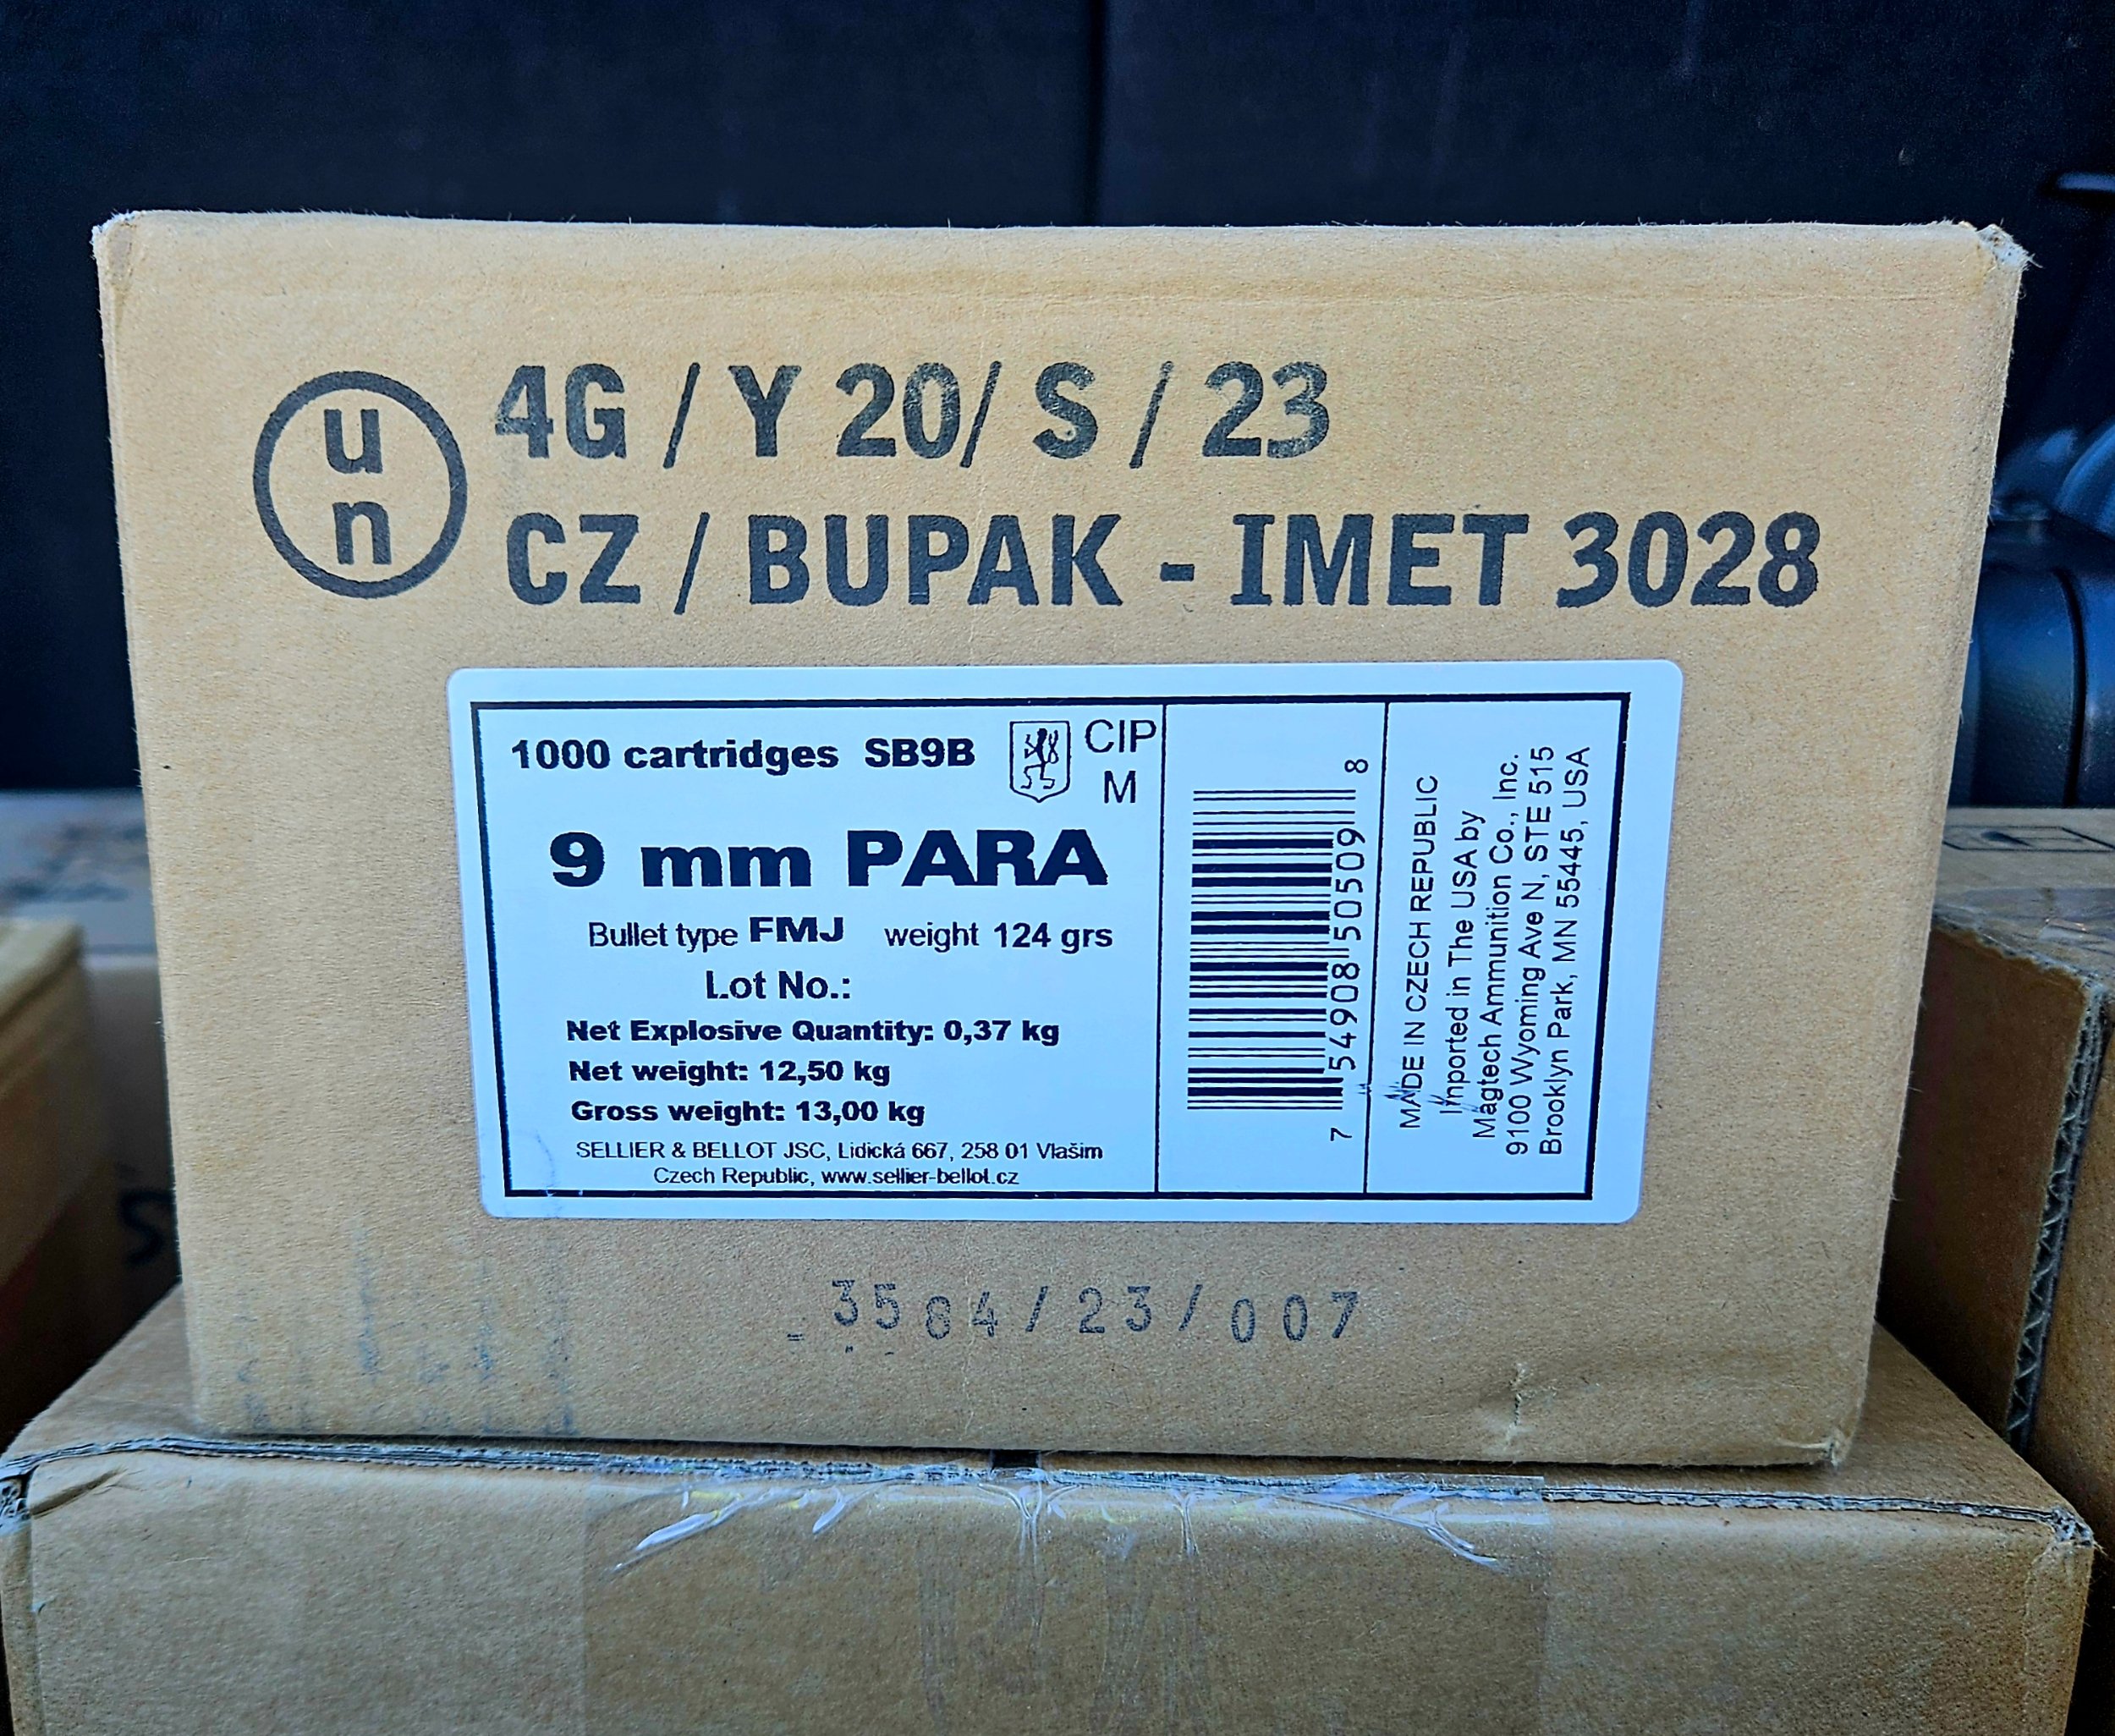 u
n
4G / Y 20/ S / 23
CZ / BUPAK - IMET 3028
1000 cartridges SB9B
CIP
M
9 mm PARA
Bullet type FMJ weight 124 grs
Lot No.:
Net Explosive Quantity: 0,37 kg
Net weight: 12,50 kg
Gross weight: 13,00 kg
SELLIER & BELLOT JSC, Lidická 667, 258 01 Vlašim
Czech Republic, www.sellier-bellot.cz
7 54908 50509 8
MADE IN CZECH REPUBLIC
Imported in The USA by
Magtech Ammunition Co., Inc.
9100 Wyoming Ave N, STE 515
Brooklyn Park, MN 55445, USA
3584/23/007